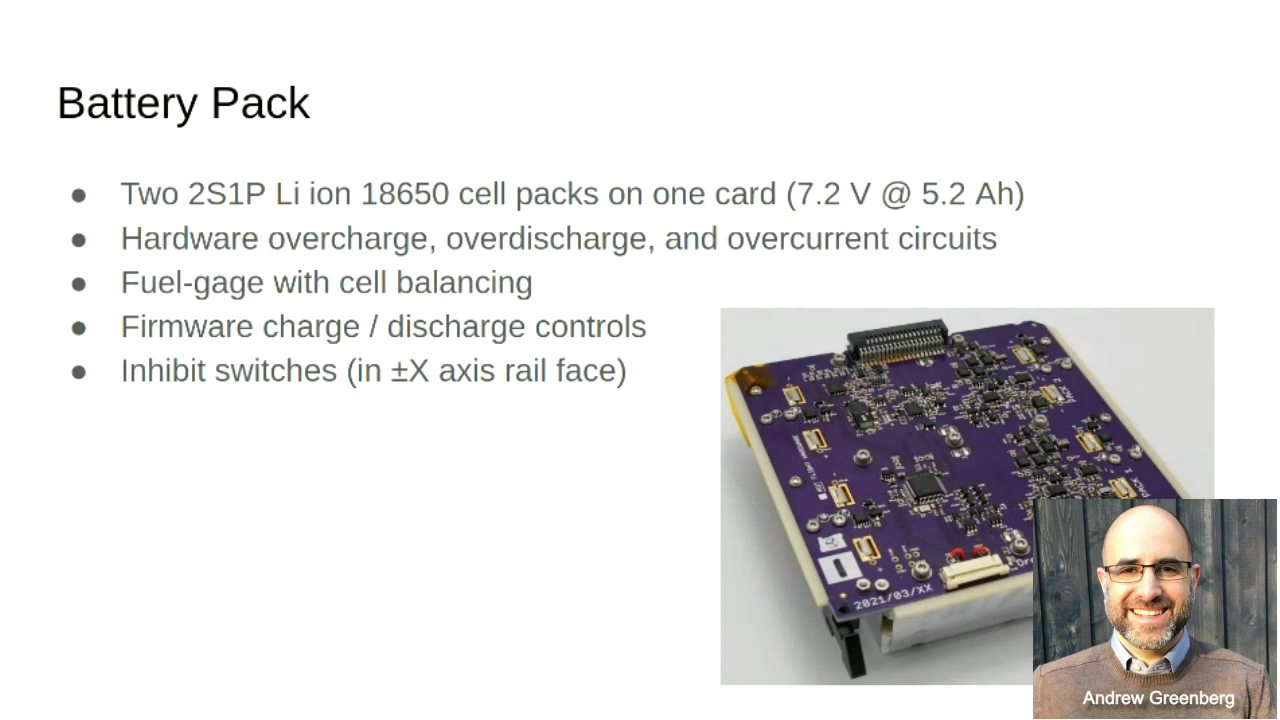 Battery Pack
● Two 2S1P Li ion 18650 cell packs on one card (7.2 V @ 5.2 Ah)
● Hardware overcharge, overdischarge, and overcurrent circuits
● Fuel-gage with cell balancing
● Firmware charge / discharge controls
● Inhibit switches (in ±X axis rail face)
PACK 1
2021/03/XX
Andrew Greenberg